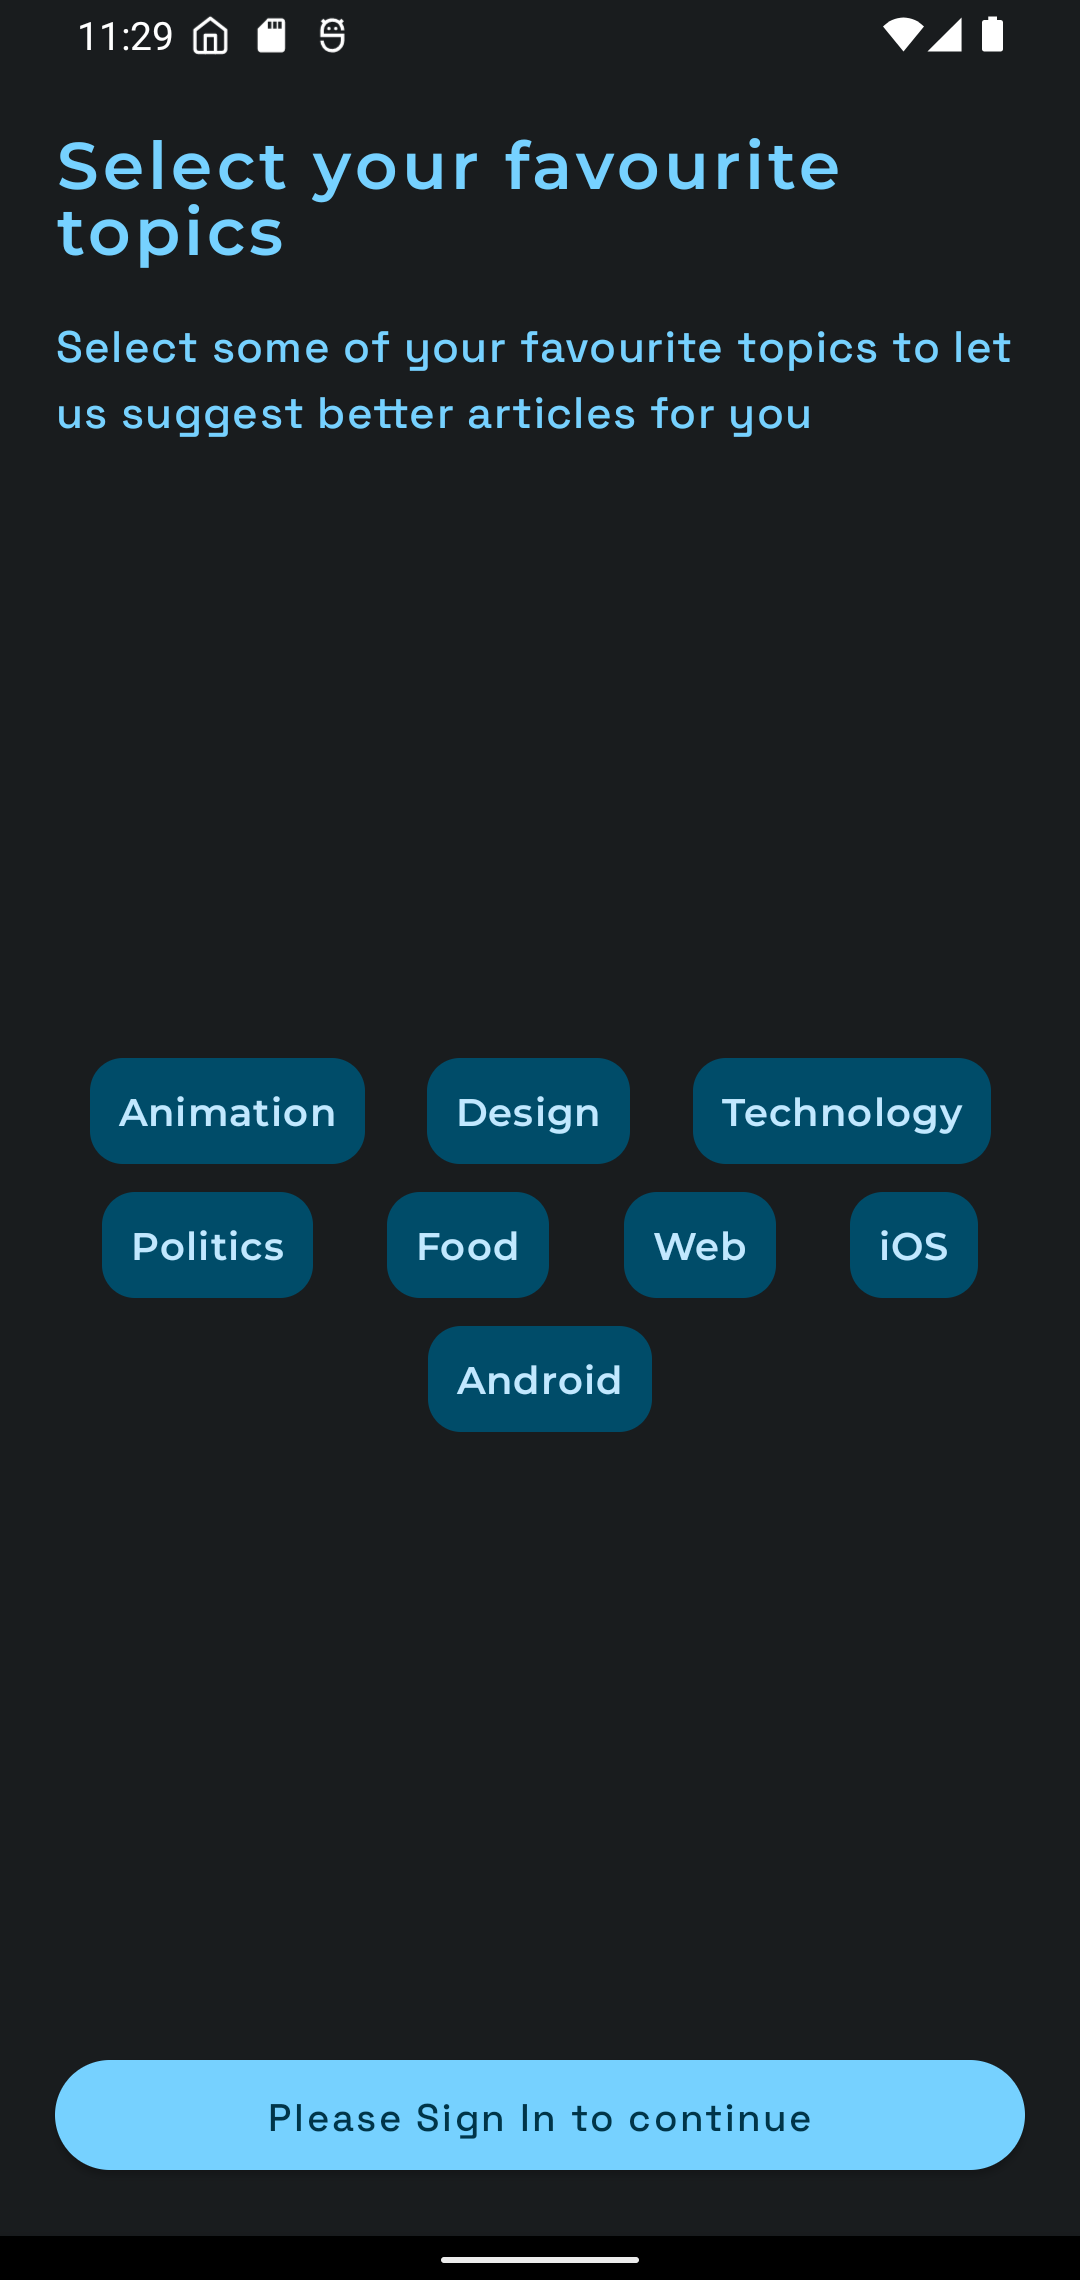 11:29
Select your favourite
topics
Select some of your favourite topics to let
us suggest better articles for you
Animation Design Technology
Politics Food Web iOS
Android
Please Sign In to continue